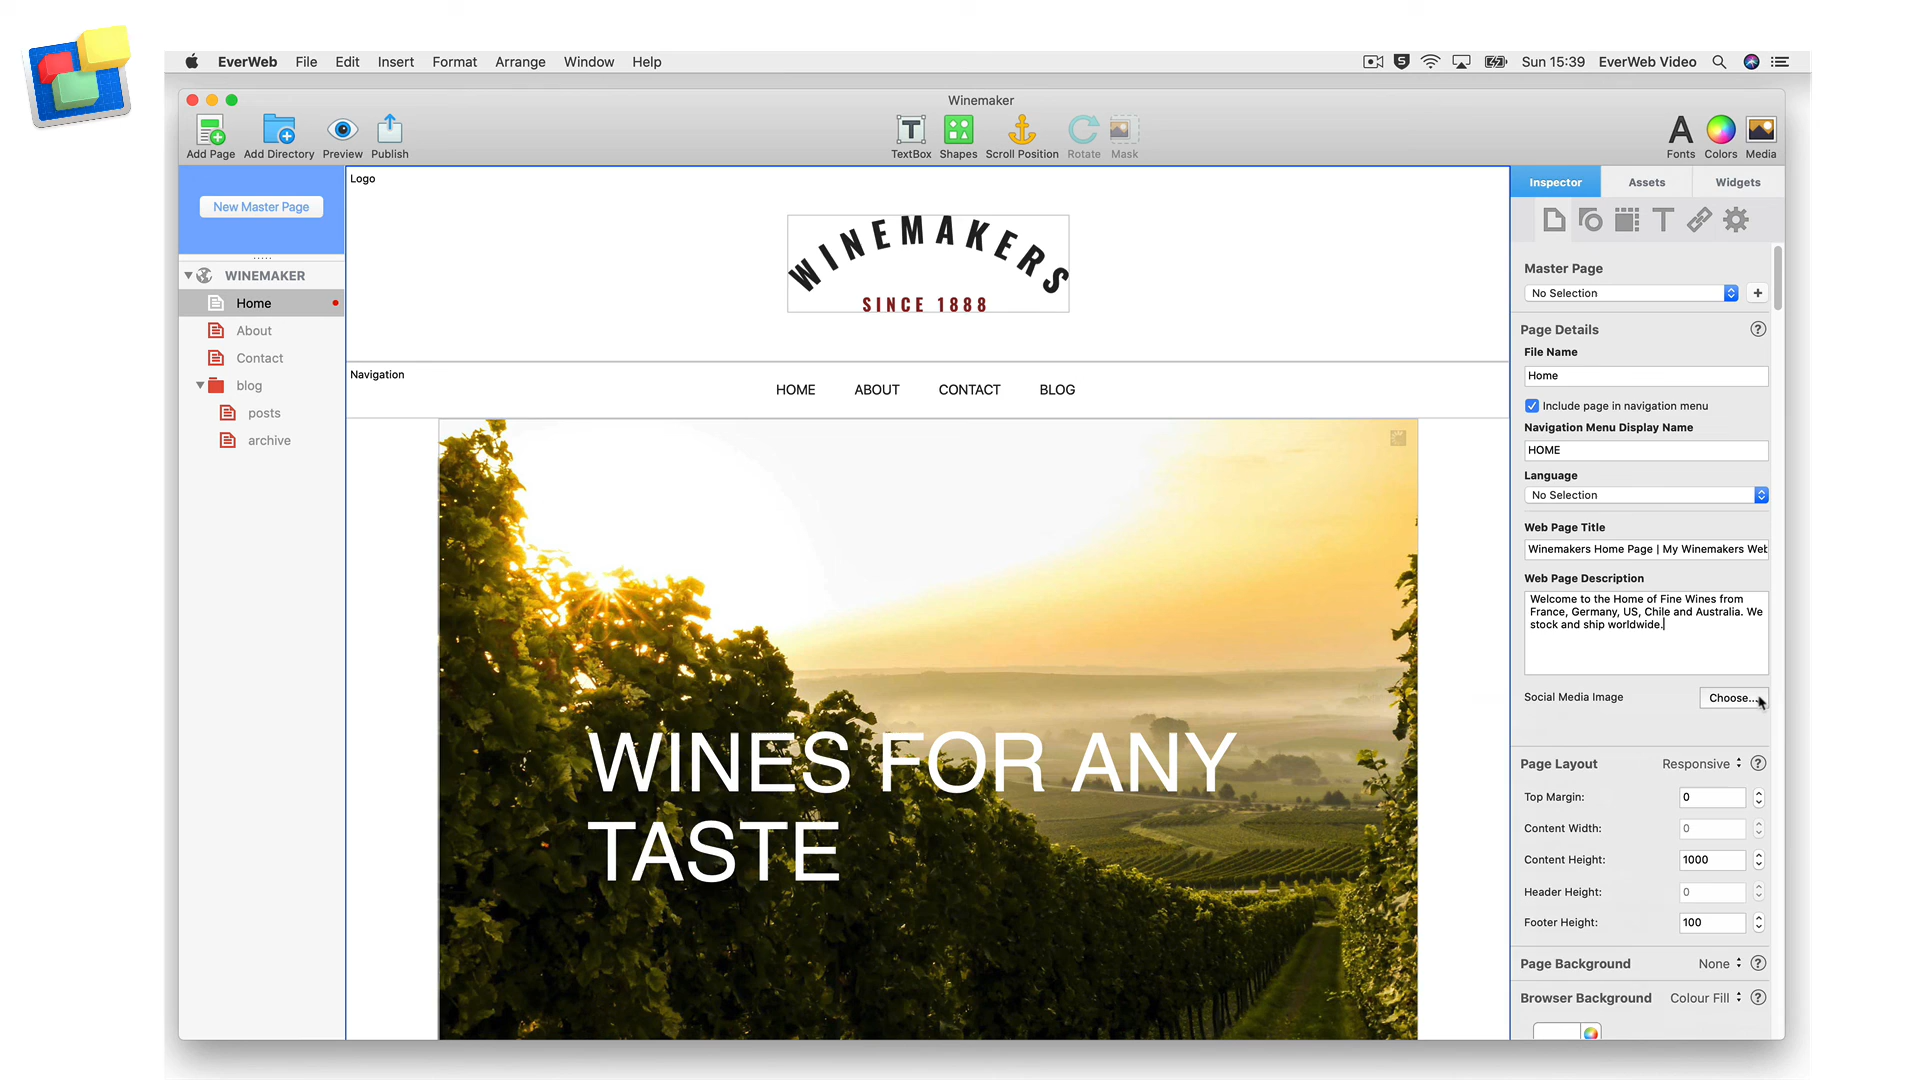 EverWeb File Edit Insert Format Arrange Window Help
Sun 15:39 EverWeb Video
Winemaker
Add Page Add Directory Preview Publish
TextBox Shapes Scroll Position Rotate Mask
Fonts Colors Media
New Master Page
WINEMAKER
Home
About
Contact
blog
posts
archive
Logo
WINEMAKERS
SINCE 1888
Navigation
HOME ABOUT CONTACT BLOG
WINES FOR ANY
TASTE
Inspector Assets Widgets
Master Page
No Selection
Page Details
File Name
Home
Include page in navigation menu
Navigation Menu Display Name
HOME
Language
No Selection
Web Page Title
Winemakers Home Page | My Winemakers Web
Web Page Description
Welcome to the Home of Fine Wines from
France, Germany, US, Chile and Australia. We
stock and ship worldwide.
Social Media Image Choose...
Page Layout Responsive
Top Margin: 0
Content Width: 0
Content Height: 1000
Header Height: 0
Footer Height: 100
Page Background None
Browser Background Colour Fill